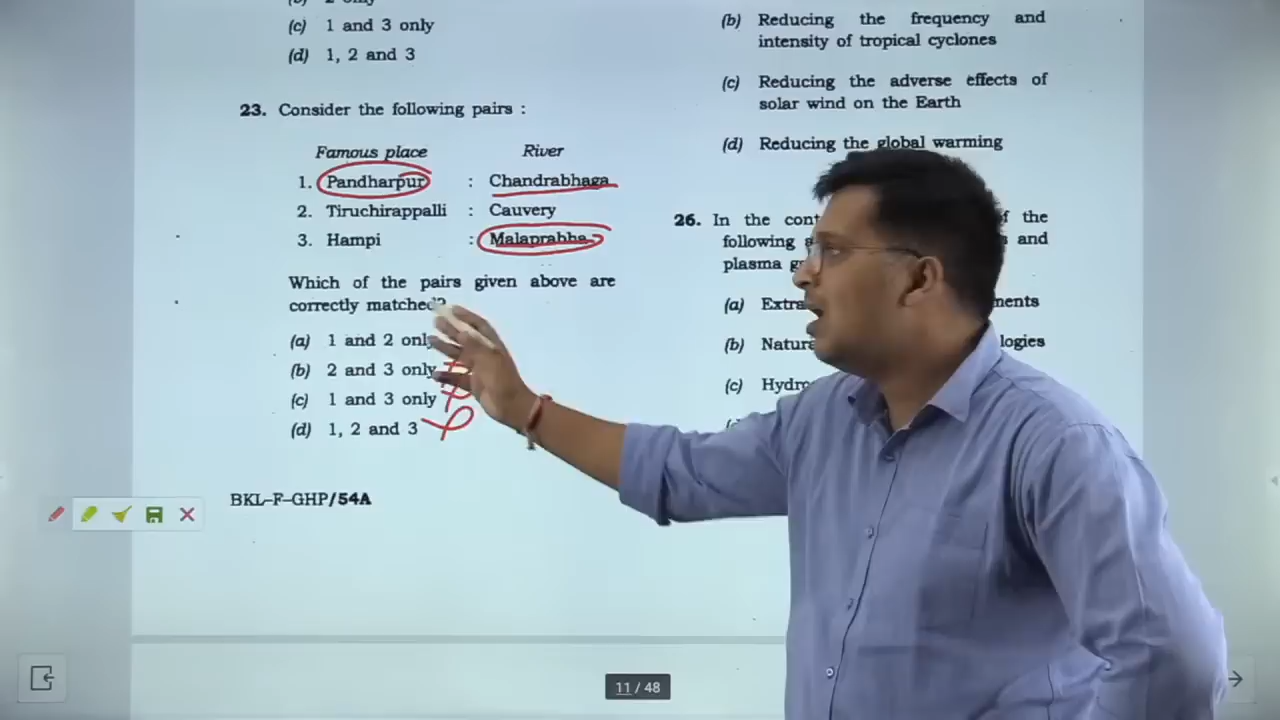 (c) 1 and 3 only
(d) 1, 2 and 3
23. Consider the following pairs :
Famous place River
1. Pandharpur : Chandrabhaga
2. Tiruchirappalli : Cauvery
3. Hampi : Malaprabha
Which of the pairs given above are
correctly matched?
(a) 1 and 2 only
(b) 2 and 3 only
(c) 1 and 3 only
(d) 1, 2 and 3
BKL-F-GHP/54A
(b) Reducing the frequency and
intensity of tropical cyclones
(c) Reducing the adverse effects of
solar wind on the Earth
(d) Reducing the global warming
26. In the the
following and
plasma
(a)
(b)
(c)
11 / 48